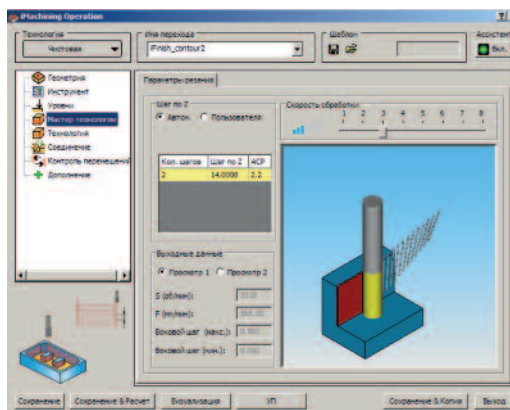 iMachining Operation
Технология
Чистовая
Имя перехода
iFinish_contour2
Шаблон
Ассистент
Вкл.
Геометрия
Инструмент
Уровни
Мастер технологии
Технология
Соединение
Контроль перемещений
Дополнение
Параметры резания
Шаг по Z
Автом.
Пользователя
Кол. шагов Шаг по Z ACP
2 14.0000 2.2
Скорость обработки
1 2 3 4 5 6 7 8
Выходные данные
Просмотр 1
Просмотр 2
S (об/мин):
F (мм/мин):
Боковой шаг (макс.):
Боковой шаг (мин.):
Сохранение
Сохранение & Расчет
Визуализация
УП
Сохранение & Копия
Выход